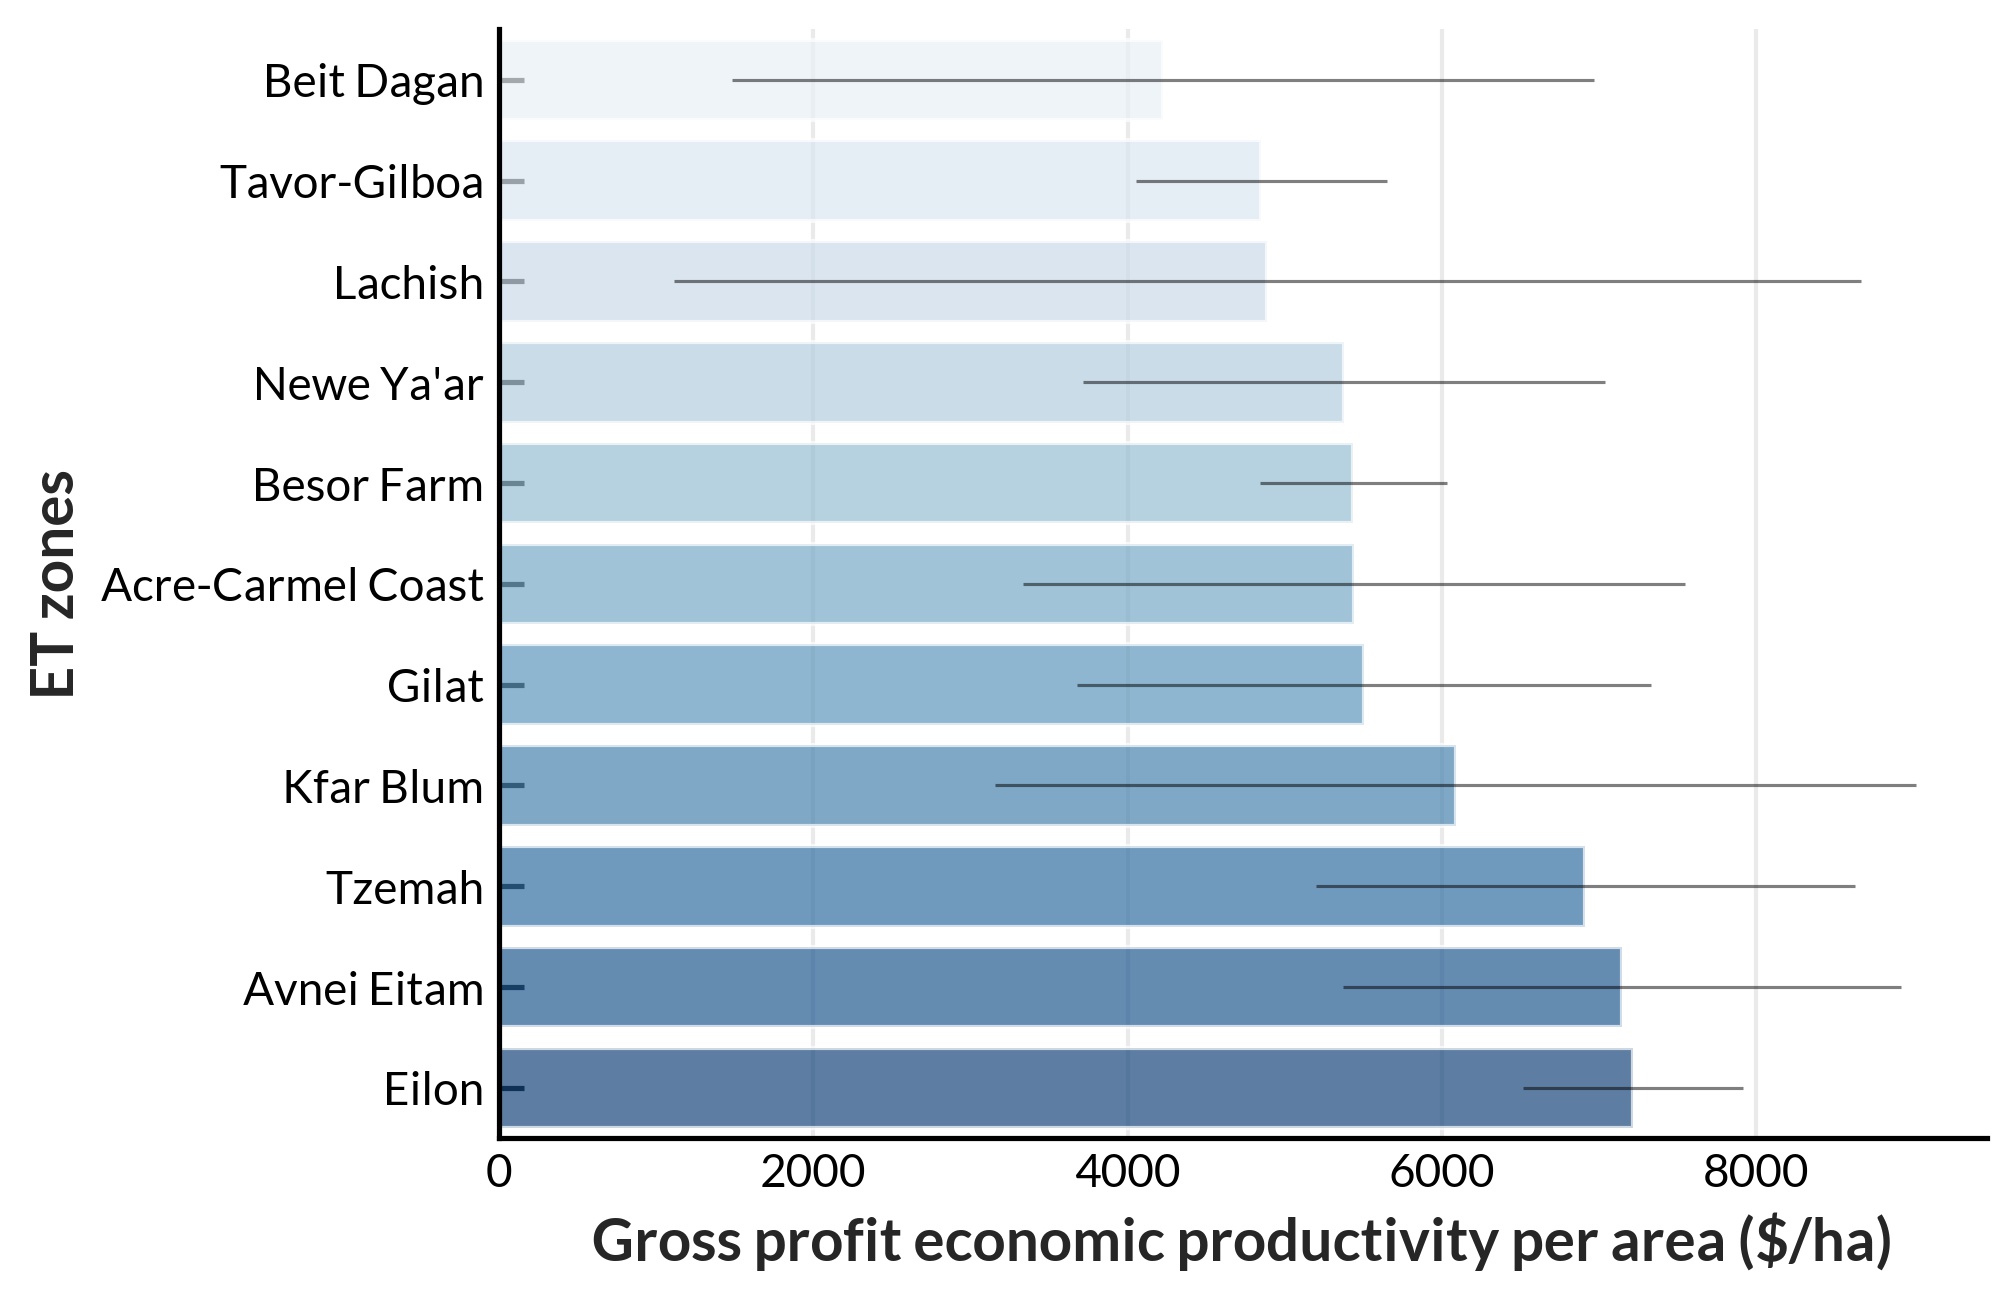 Beit Dagan
Tavor-Gilboa
Lachish
Newe Ya'ar
Besor Farm
Acre-Carmel Coast
Gilat
Kfar Blum
Tzemah
Avnei Eitam
Eilon
ET zones
0 2000 4000 6000 8000
Gross profit economic productivity per area ($/ha)